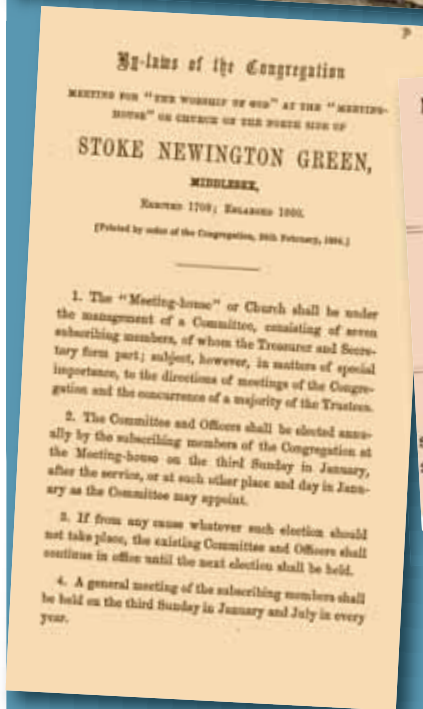 By-laws of the Congregation
MEETING FOR "THE WORSHIP OF GOD" AT THE "MEETING-
HOUSE" OR CHURCH ON THE NORTH SIDE OF
STOKE NEWINGTON GREEN,
MIDDLESEX,
ERECTED 1708; ENLARGED 1860.
[Printed by order of the Congregation, February,]
1. The "Meeting-house" or Church shall be under
the management of a Committee, consisting of seven
subscribing members, of whom the Treasurer and Secre-
tary form part; subject, however, in matters of special
importance, to the directions of meetings of the Congre-
gation and the concurrence of a majority of the Trustees.
2. The Committee and Officers shall be elected annu-
ally by the subscribing members of the Congregation at
the Meeting-house on the third Sunday in January,
after the service, or at such other place and day in Janu-
ary as the Committee may appoint.
3. If from any cause whatever such election should
not take place, the existing Committee and Officers shall
continue in office until the next election shall be held.
4. A general meeting of the subscribing members shall
be held on the third Sunday in January and July in every
year.